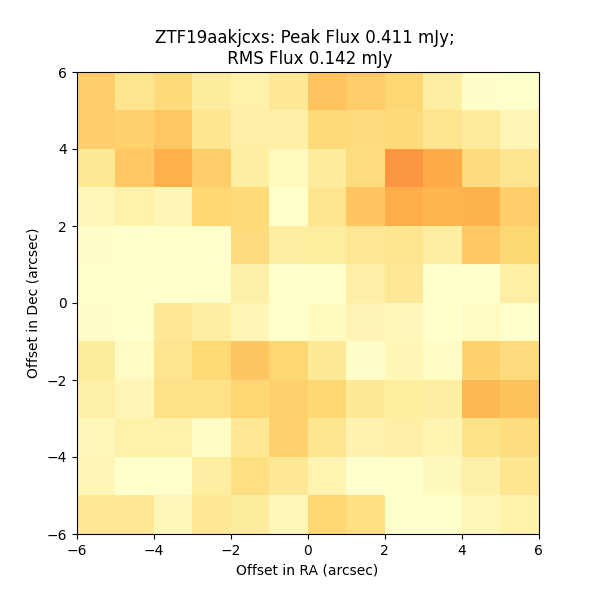 ZTF19aakjcxs: Peak Flux 0.411 mJy;
RMS Flux 0.142 mJy
6
4
2
0
−2
−4
−6
Offset in Dec (arcsec)
−6 −4 −2 0 2 4 6
Offset in RA (arcsec)